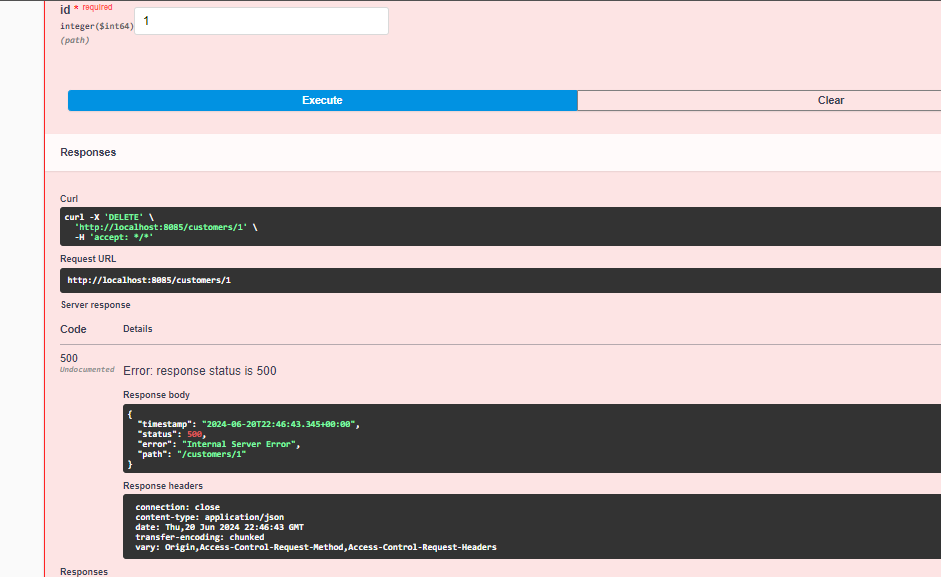 id * required
integer($int64) 1
(path)
Execute Clear
Responses
Curl
curl -X 'DELETE' \
'http://localhost:8085/customers/1' \
-H 'accept: */*'
Request URL
http://localhost:8085/customers/1
Server response
Code Details
500
Undocumented Error: response status is 500
Response body
{
"timestamp": "2024-06-20T22:46:43.345+00:00",
"status": 500,
"error": "Internal Server Error",
"path": "/customers/1"
}
Response headers
connection: close
content-type: application/json
date: Thu,20 Jun 2024 22:46:43 GMT
transfer-encoding: chunked
vary: Origin,Access-Control-Request-Method,Access-Control-Request-Headers
Responses